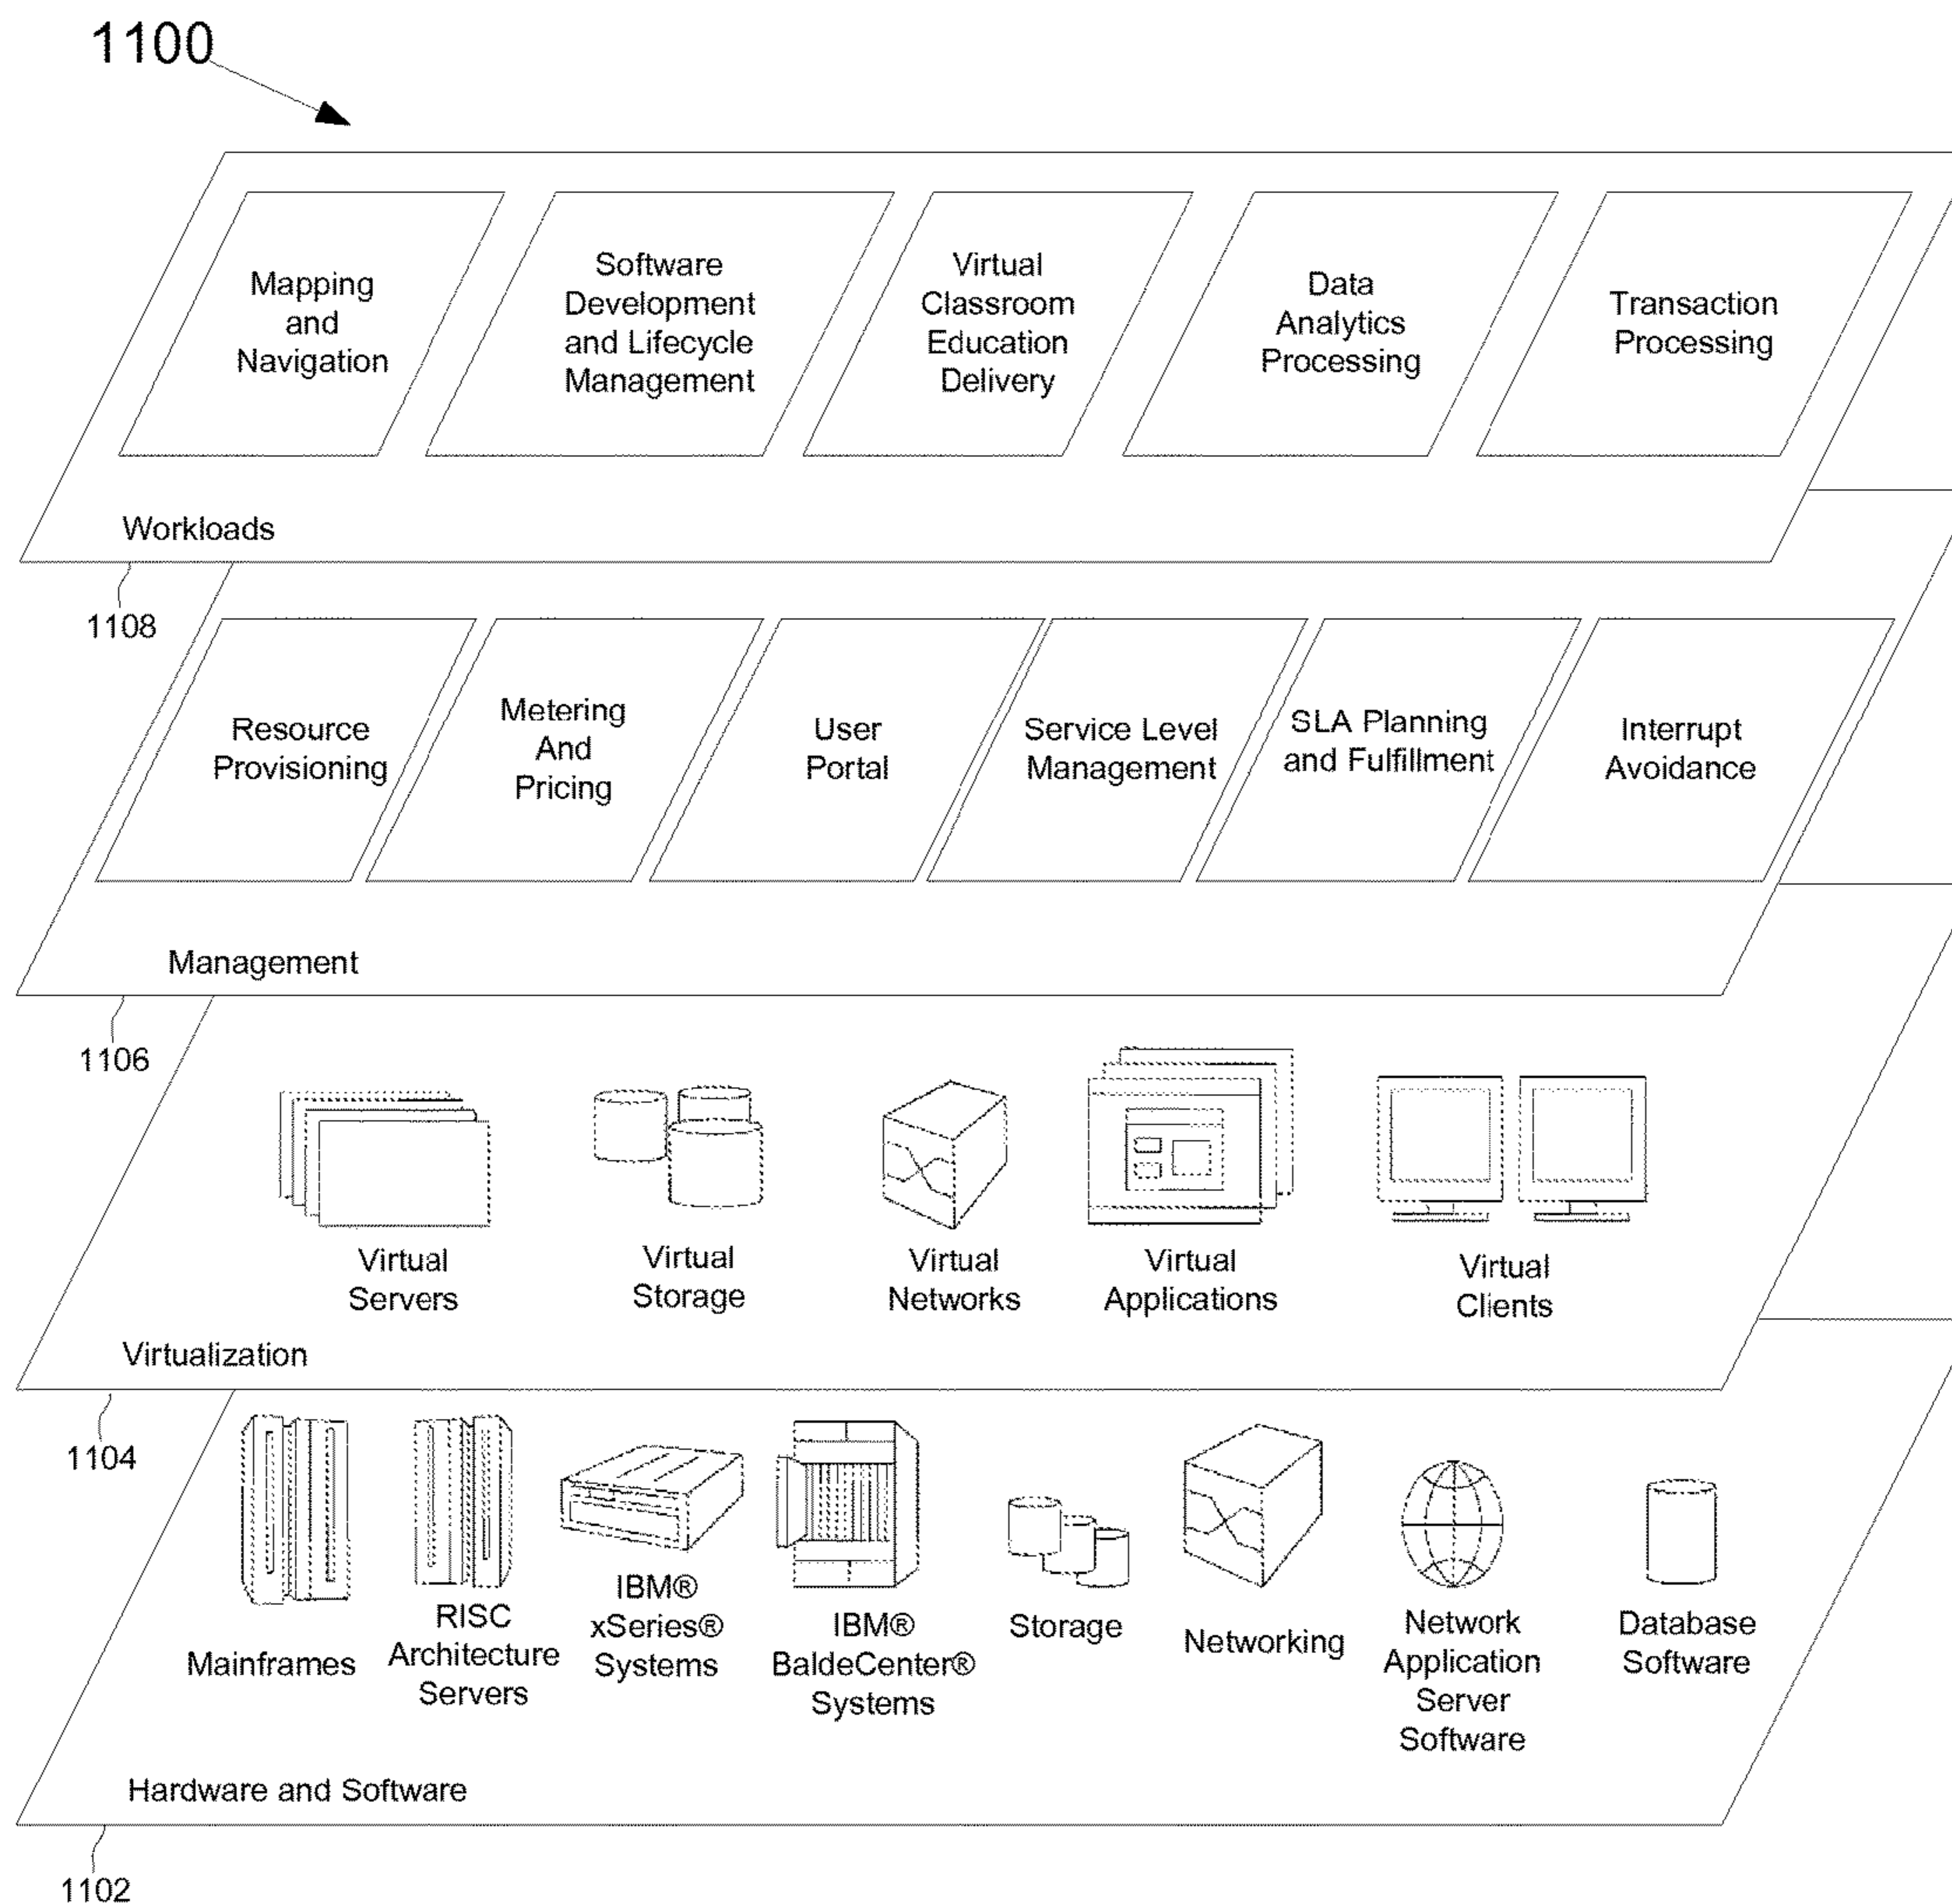 1100
Mapping
and
Navigation
Software
Development
and Lifecycle
Management
Virtual
Classroom
Education
Delivery
Data
Analytics
Processing
Transaction
Processing
Workloads
1108
Resource
Provisioning
Metering
And
Pricing
User
Portal
Service Level
Management
SLA Planning
and Fulfillment
Interrupt
Avoidance
Management
1106
Virtual
Servers
Virtual
Storage
Virtual
Networks
Virtual
Applications
Virtual
Clients
Virtualization
1104
Mainframes
RISC
Architecture
Servers
IBM®
xSeries®
Systems
IBM®
BaldeCenter®
Systems
Storage
Networking
Network
Application
Server
Software
Database
Software
Hardware and Software
1102